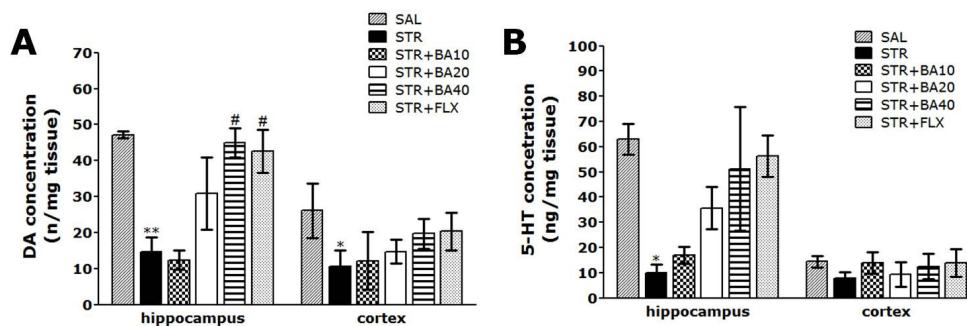 A
SAL
STR
STR+BA10
STR+BA20
STR+BA40
STR+FLX
DA concentration
(n/mg tissue)
70
60
50
40
30
20
10
0
**
#
#
*
hippocampus
cortex
B
SAL
STR
STR+BA10
STR+BA20
STR+BA40
STR+FLX
5-HT concetration
(ng/mg tissue)
100
90
80
70
60
50
40
30
20
10
0
*
hippocampus
cortex